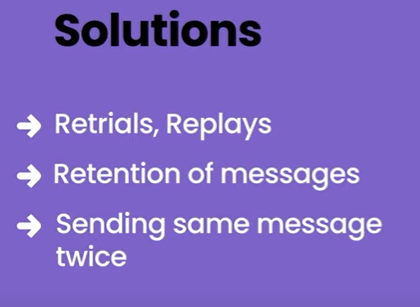 Solutions
Retrials, Replays
Retention of messages
Sending same message
twice